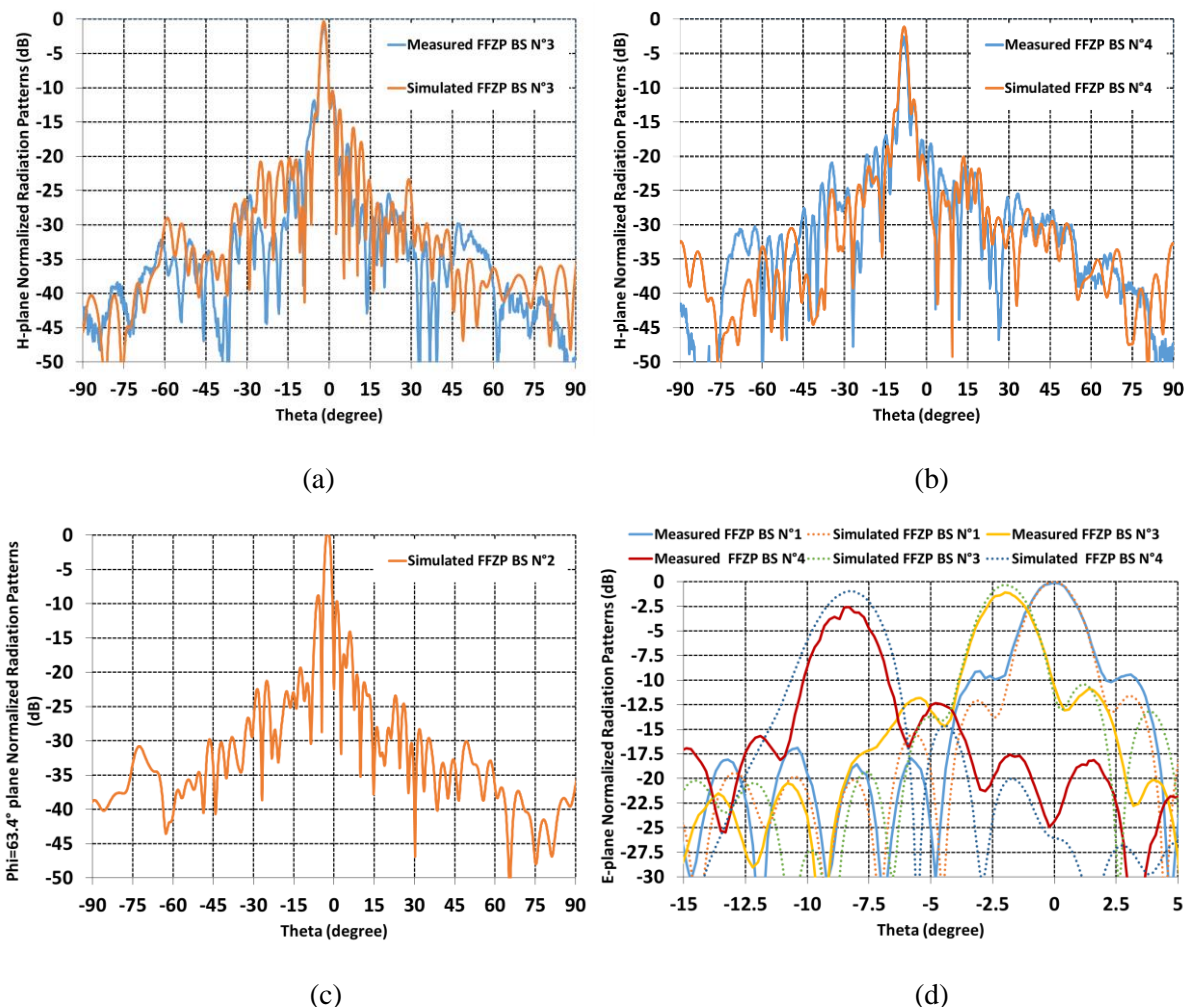 H-plane Normalized Radiation Patterns (dB)
0
-5
-10
-15
-20
-25
-30
-35
-40
-45
-50
Measured FFZP BS N°3
Simulated FFZP BS N°3
-90 -75 -60 -45 -30 -15 0 15 30 45 60 75 90
Theta (degree)
(a)
H-plane Normalized Radiation Patterns (dB)
0
-5
-10
-15
-20
-25
-30
-35
-40
-45
-50
Measured FFZP BS N°4
Simulated FFZP BS N°4
-90 -75 -60 -45 -30 -15 0 15 30 45 60 75 90
Theta (degree)
(b)
Phi=63.4° plane Normalized Radiation Patterns
(dB)
0
-5
-10
-15
-20
-25
-30
-35
-40
-45
-50
Simulated FFZP BS N°2
-90 -75 -60 -45 -30 -15 0 15 30 45 60 75 90
Theta (degree)
(c)
Measured FFZP BS N°1 Simulated FFZP BS N°1 Measured FFZP BS N°3
Measured FFZP BS N°4 Simulated FFZP BS N°3 Simulated FFZP BS N°4
E-plane Normalized Radiation Patterns (dB)
0
-2.5
-5
-7.5
-10
-12.5
-15
-17.5
-20
-22.5
-25
-27.5
-30
-15 -12.5 -10 -7.5 -5 -2.5 0 2.5 5
Theta (degree)
(d)